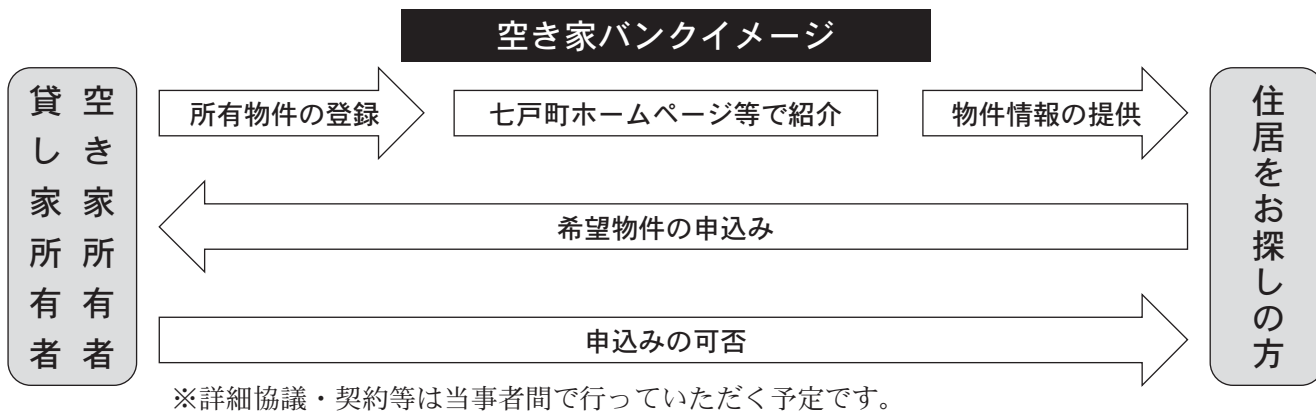 空き家バンクイメージ
空き家所有者
貸し家所有者
所有物件の登録
七戸町ホームページ等で紹介
物件情報の提供
住居をお探しの方
希望物件の申込み
申込みの可否
※詳細協議・契約等は当事者間で行っていただく予定です。